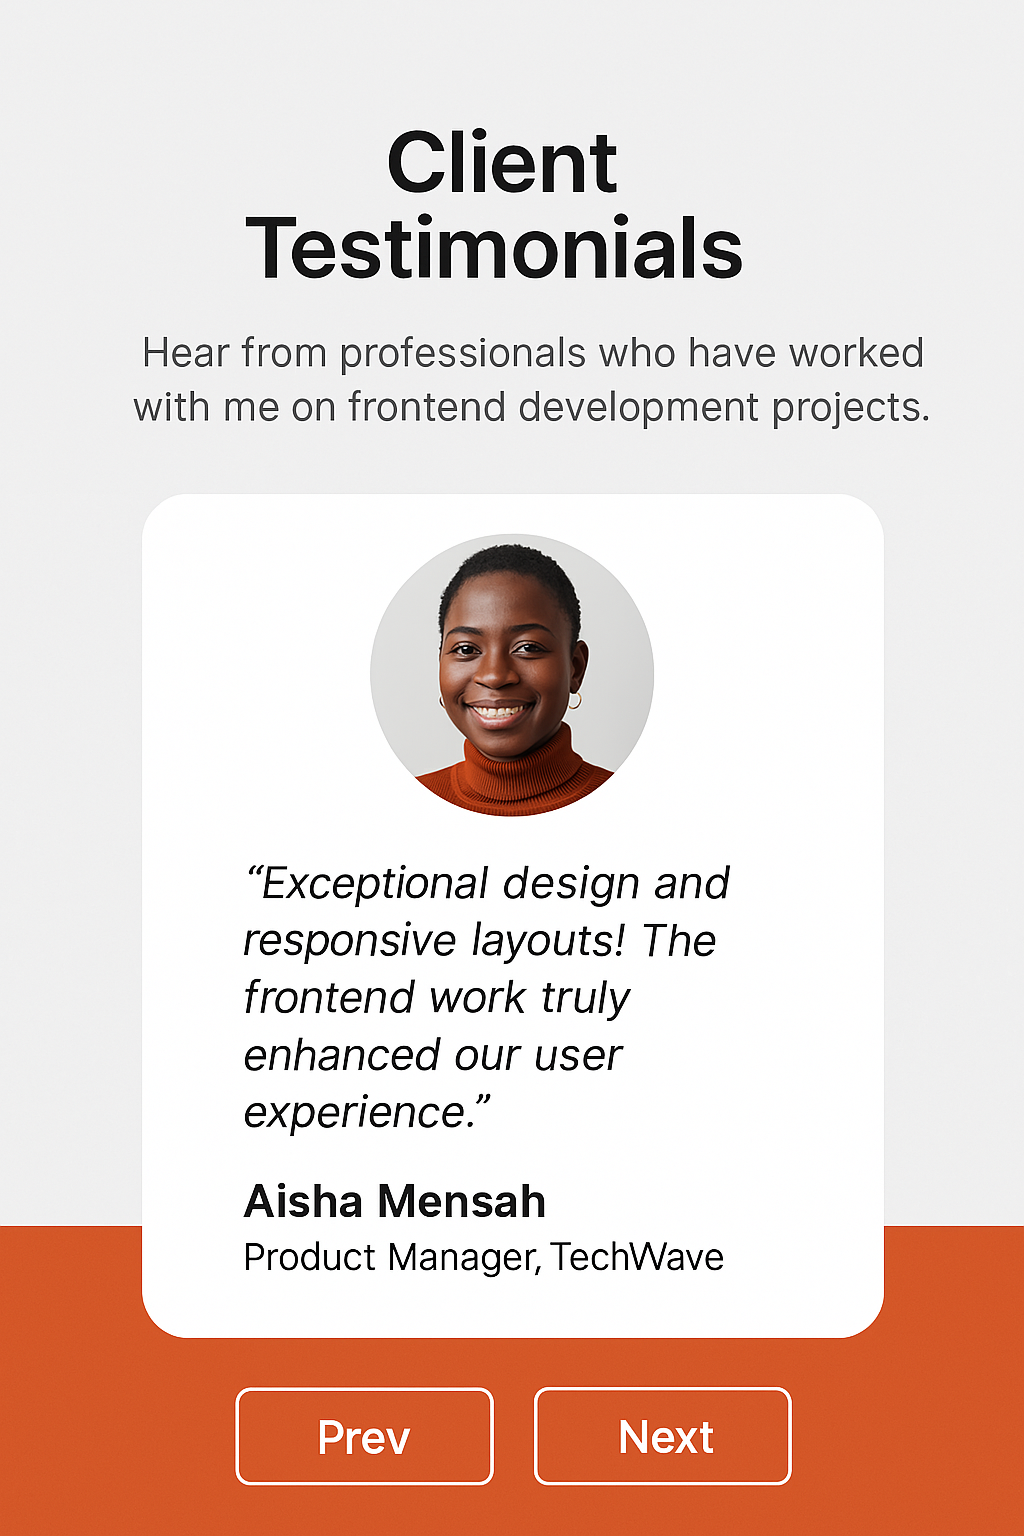 Client
Testimonials
Hear from professionals who have worked
with me on frontend development projects.
“Exceptional design and
responsive layouts! The
frontend work truly
enhanced our user
experience.”
Aisha Mensah
Product Manager, TechWave
Prev
Next